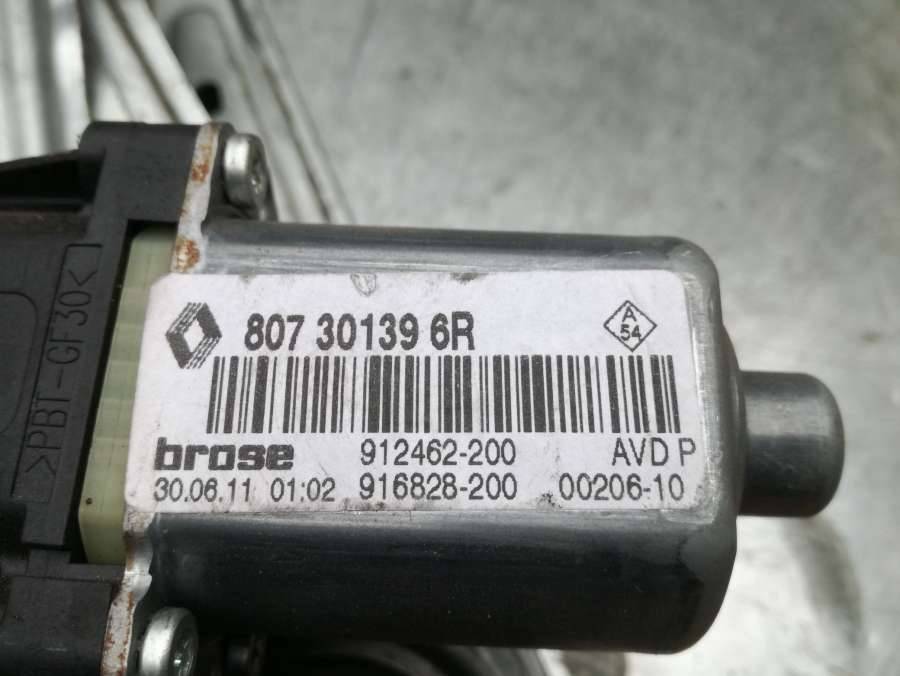 >PBT-GF30<
807 30139 6R
A
54
brose 912462-200 AVD P
30.06.11 01:02 916828-200 00206-10